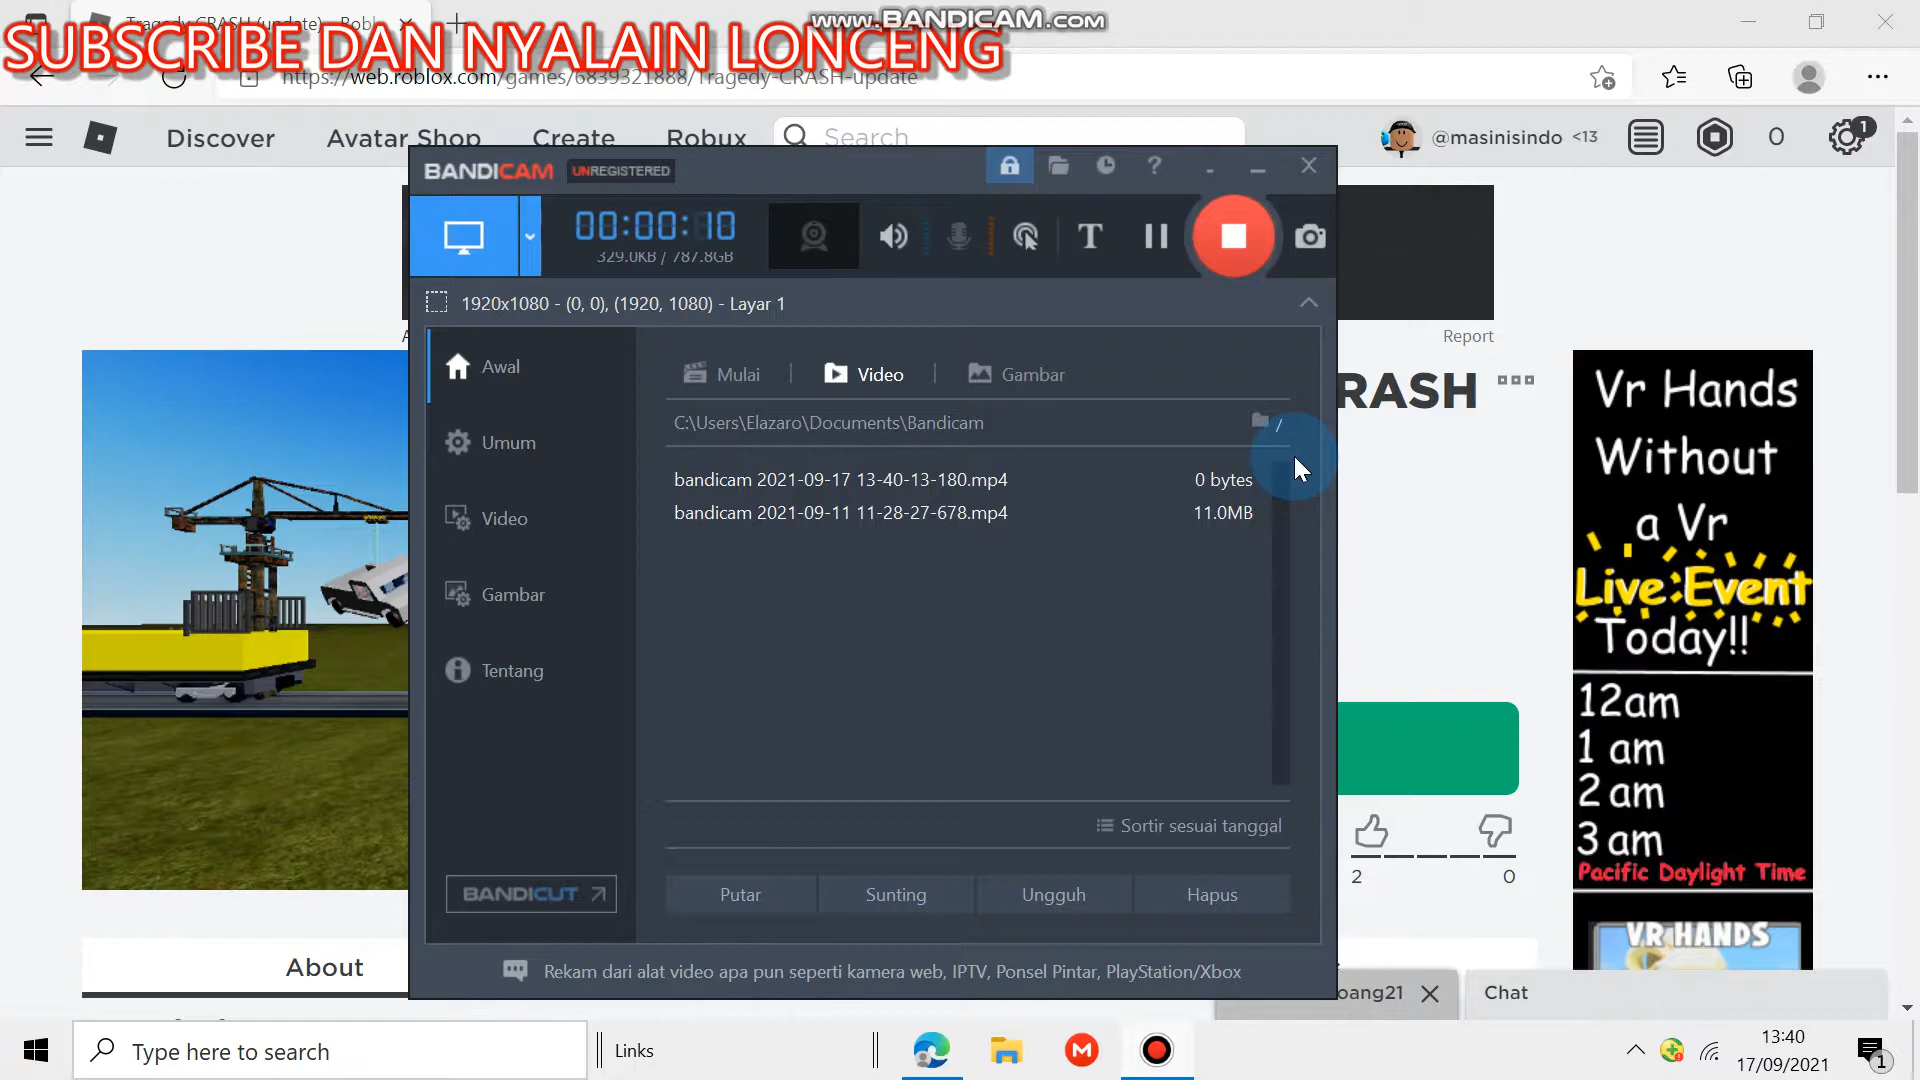 Tragedy CRASH (update) - Robl
www.BANDICAM.com
SUBSCRIBE DAN NYALAIN LONCENG
https://web.roblox.com/games/6839321888/Tragedy-CRASH-update
Discover
Avatar Shop
Create
Robux
Search
@masinisindo <13
0
1
BANDICAM UNREGISTERED
00:00:10
329.0KB / 787.8GB
T
1920x1080 - (0, 0), (1920, 1080) - Layar 1
Awal
Umum
Video
Gambar
Tentang
BANDICUT
Mulai
Video
Gambar
C:\Users\Elazaro\Documents\Bandicam
/
bandicam 2021-09-17 13-40-13-180.mp4 0 bytes
bandicam 2021-09-11 11-28-27-678.mp4 11.0MB
Sortir sesuai tanggal
Putar
Sunting
Ungguh
Hapus
Rekam dari alat video apa pun seperti kamera web, IPTV, Ponsel Pintar, PlayStation/Xbox
Report
RASH
2
0
Vr Hands
Without
a Vr
Live Event
Today!!
12am
1 am
2 am
3 am
Pacific Daylight Time
VR HANDS
About
oang21
Chat
Type here to search
Links
13:40
17/09/2021
1